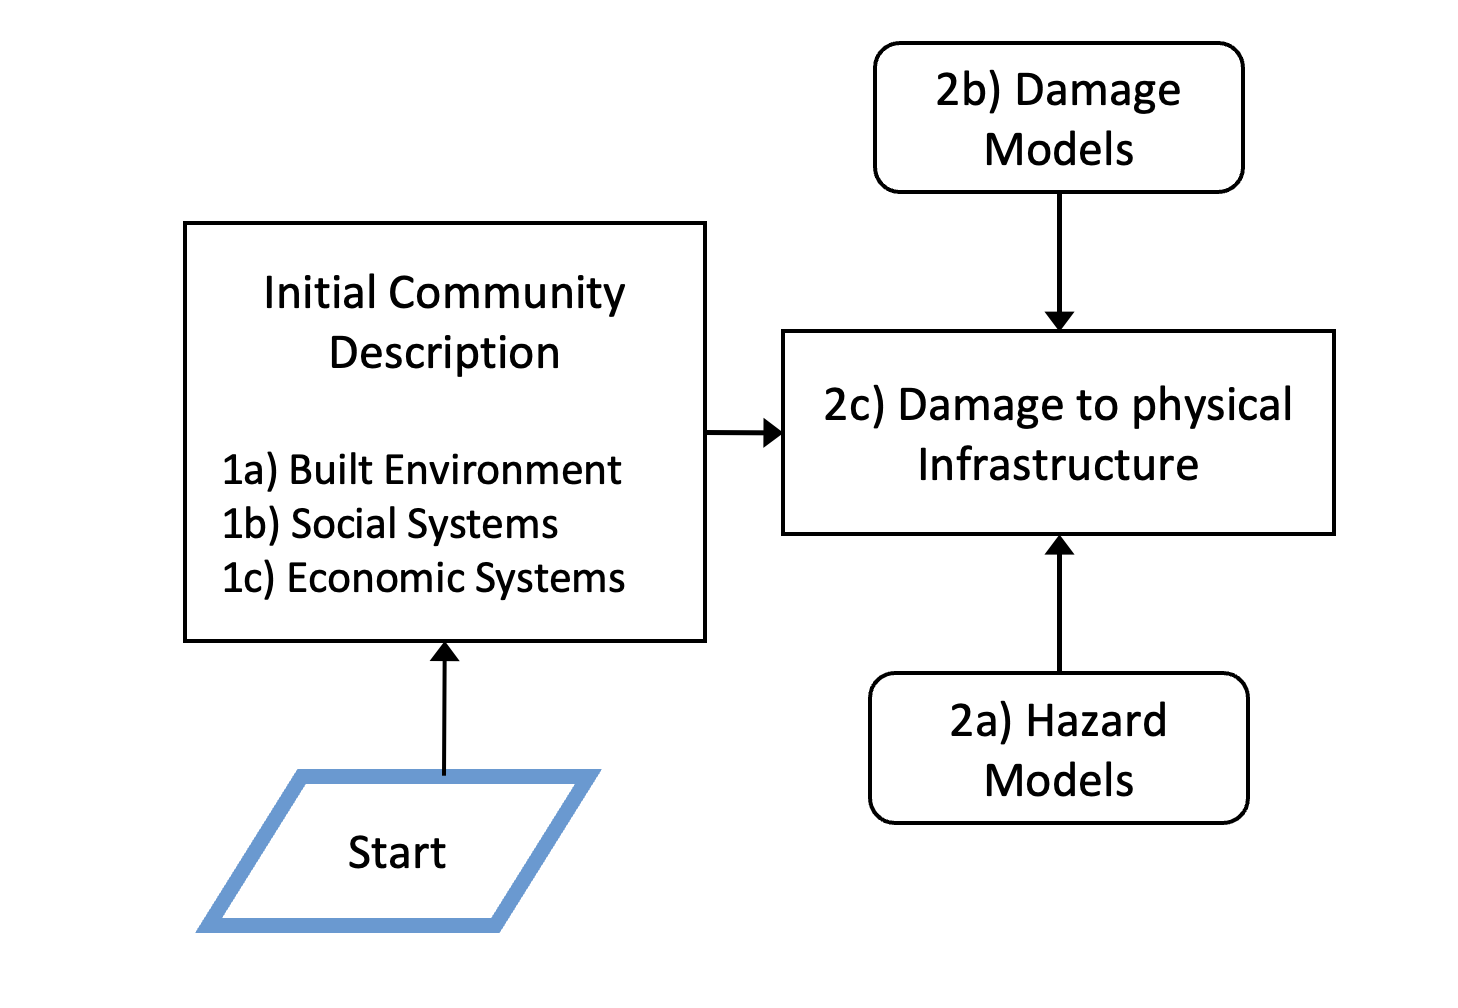 2b) Damage
Models
Initial Community
Description
1a) Built Environment
1b) Social Systems
1c) Economic Systems
2c) Damage to physical
Infrastructure
2a) Hazard
Models
Start